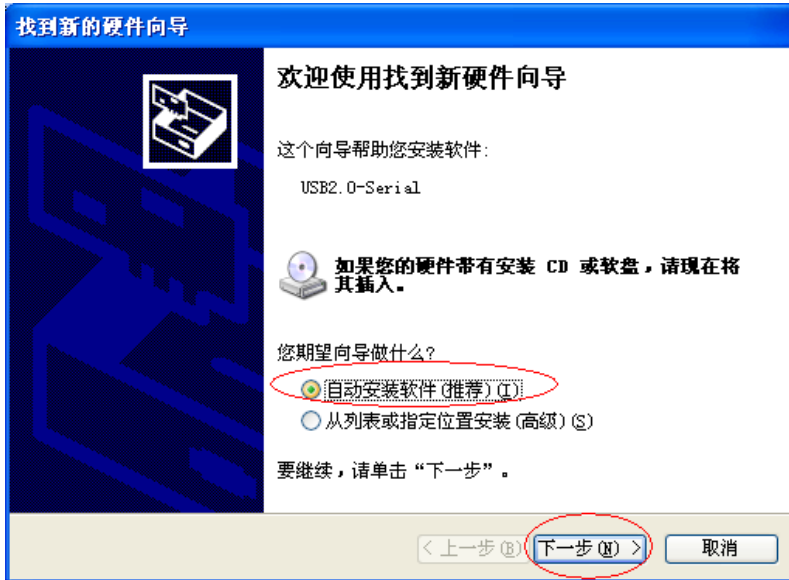 找到新的硬件向导
欢迎使用找到新硬件向导
这个向导帮助您安装软件:
USB2.0-Serial
如果您的硬件带有安装 CD 或软盘，请现在将
其插入。
您期望向导做什么?
自动安装软件(推荐)(I)
从列表或指定位置安装(高级)(S)
要继续，请单击“下一步”。
< 上一步(B) 下一步(N) > 取消